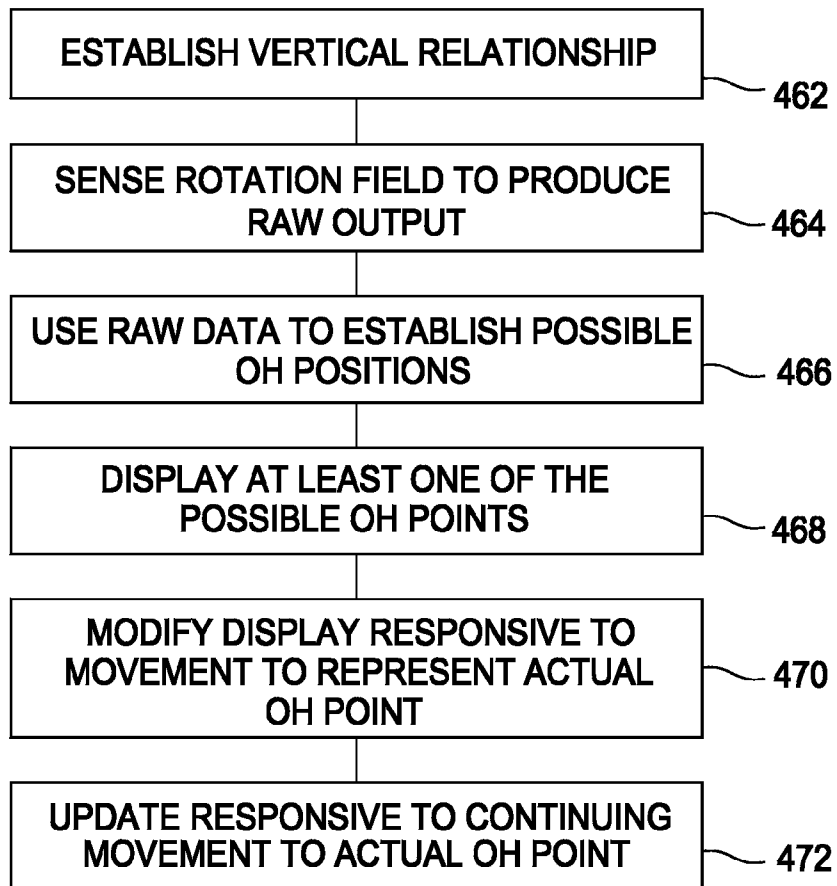 ESTABLISH VERTICAL RELATIONSHIP
462
SENSE ROTATION FIELD TO PRODUCE
RAW OUTPUT
464
USE RAW DATA TO ESTABLISH POSSIBLE
OH POSITIONS
466
DISPLAY AT LEAST ONE OF THE
POSSIBLE OH POINTS
468
MODIFY DISPLAY RESPONSIVE TO
MOVEMENT TO REPRESENT ACTUAL
OH POINT
470
UPDATE RESPONSIVE TO CONTINUING
MOVEMENT TO ACTUAL OH POINT
472